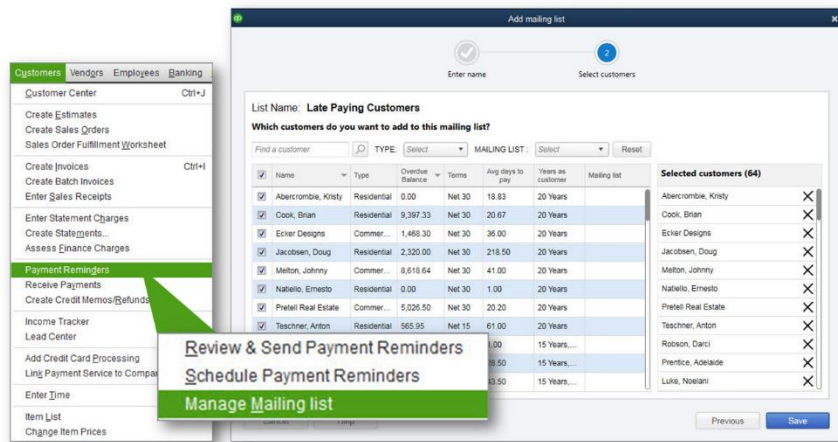 Add mailing list
Enter name
2
Select customers
Customers Vendors Employees Banking
Customer Center Ctrl+J
Create Estimates
Create Sales Orders
Sales Order Fulfillment Worksheet
Create Invoices Ctrl+I
Create Batch Invoices
Enter Sales Receipts
Enter Statement Charges
Create Statements...
Assess Finance Charges
Payment Reminders
Receive Payments
Create Credit Memos/Refunds
Income Tracker
Lead Center
Add Credit Card Processing
Link Payment Service to
Enter Time
Item List
Change Item Prices
Review & Send Payment Reminders
Schedule Payment Reminders
Manage Mailing list
List Name: Late Paying Customers
Which customers do you want to add to this mailing list?
Find a customer TYPE: Select MAILING LIST : Select Reset
Name Type Overdue Balance Terms Avg days to pay Years as customer Mailing list
Abercrombie, Kristy Residential 0.00 Net 30 18.83 20 Years
Cook, Brian Residential 9,397.33 Net 30 20.67 20 Years
Ecker Designs Commer... 1,468.30 Net 30 36.00 20 Years
Jacobsen, Doug Residential 2,320.00 Net 30 218.50 20 Years
Melton, Johnny Commer... 8,618.64 Net 30 41.00 20 Years
Natiello, Ernesto Residential 0.00 Net 30 1.00 20 Years
Pretell Real Estate Commer... 5,026.50 Net 30 20.20 20 Years
Teschner, Anton Residential 565.95 Net 15 61.00 20 Years
15 Years,...
15 Years,...
15 Years,...
Selected customers (64)
Abercrombie, Kristy
Cook, Brian
Ecker Designs
Jacobsen, Doug
Melton, Johnny
Natiello, Ernesto
Pretell Real Estate
Teschner, Anton
Robson, Darci
Prentice, Adelaide
Luke, Noelani
Previous Save